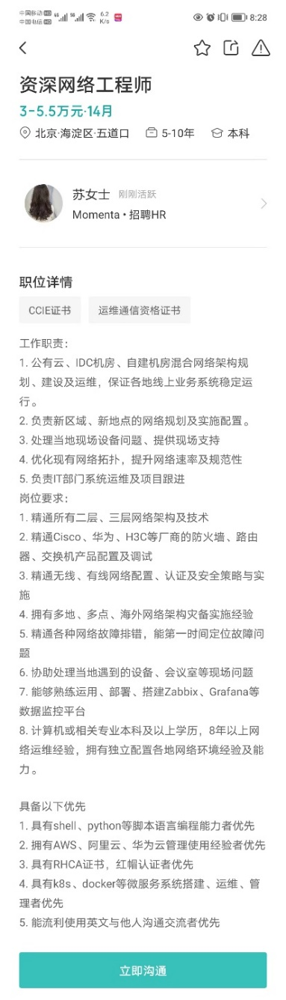 中国移动 HD 4G 5G 6.2 K/s 8:28
中国电信 HD
资深网络工程师
3-5.5万元·14月
北京·海淀区·五道口 5-10年 本科
苏女士 刚刚活跃
Momenta • 招聘HR
职位详情
CCIE证书 运维通信资格证书
工作职责:
1. 公有云、IDC机房、自建机房混合网络架构规
划、建设及运维，保证各地线上业务系统稳定运
行。
2. 负责新区域、新地点的网络规划及实施配置。
3. 处理当地现场设备问题、提供现场支持
4. 优化现有网络拓扑，提升网络速率及规范性
5. 负责IT部门系统运维及项目跟进
岗位要求:
1. 精通所有二层、三层网络架构及技术
2. 精通Cisco、华为、H3C等厂商的防火墙、路由
器、交换机产品配置及调试
3. 精通无线、有线网络配置、认证及安全策略与实
施
4. 拥有多地、多点、海外网络架构灾备实施经验
5. 精通各种网络故障排错，能第一时间定位故障问
题
6. 协助处理当地遇到的设备、会议室等现场问题
7. 能够熟练运用、部署、搭建Zabbix、Grafana等
数据监控平台
8. 计算机或相关专业本科及以上学历，8年以上网
络运维经验，拥有独立配置各地网络环境经验及能
力。
具备以下优先
1. 具有shell、python等脚本语言编程能力者优先
2. 拥有AWS、阿里云、华为云管理使用经验者优先
3. 具有RHCA证书，红帽认证者优先
4. 具有k8s、docker等微服务系统搭建、运维、管
理者优先
5. 能流利使用英文与他人沟通交流者优先
立即沟通